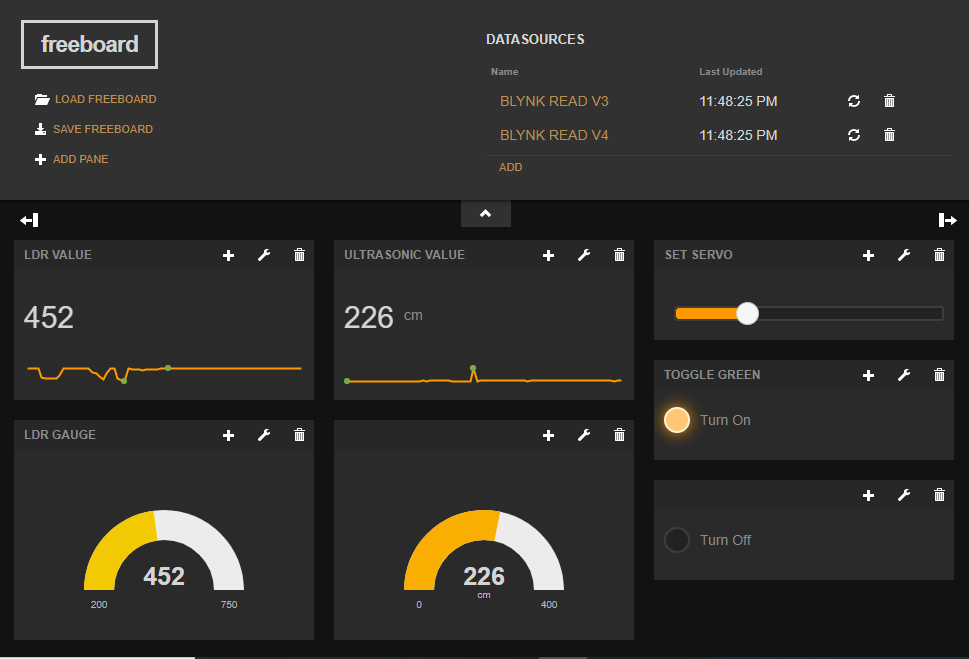 freeboard
LOAD FREEBOARD
SAVE FREEBOARD
ADD PANE
DATASOURCES
Name Last Updated
BLYNK READ V3 11:48:25 PM
BLYNK READ V4 11:48:25 PM
ADD
LDR VALUE
452
ULTRASONIC VALUE
226 cm
SET SERVO
TOGGLE GREEN
Turn On
LDR GAUGE
452
200 750
226
cm
0 400
Turn Off